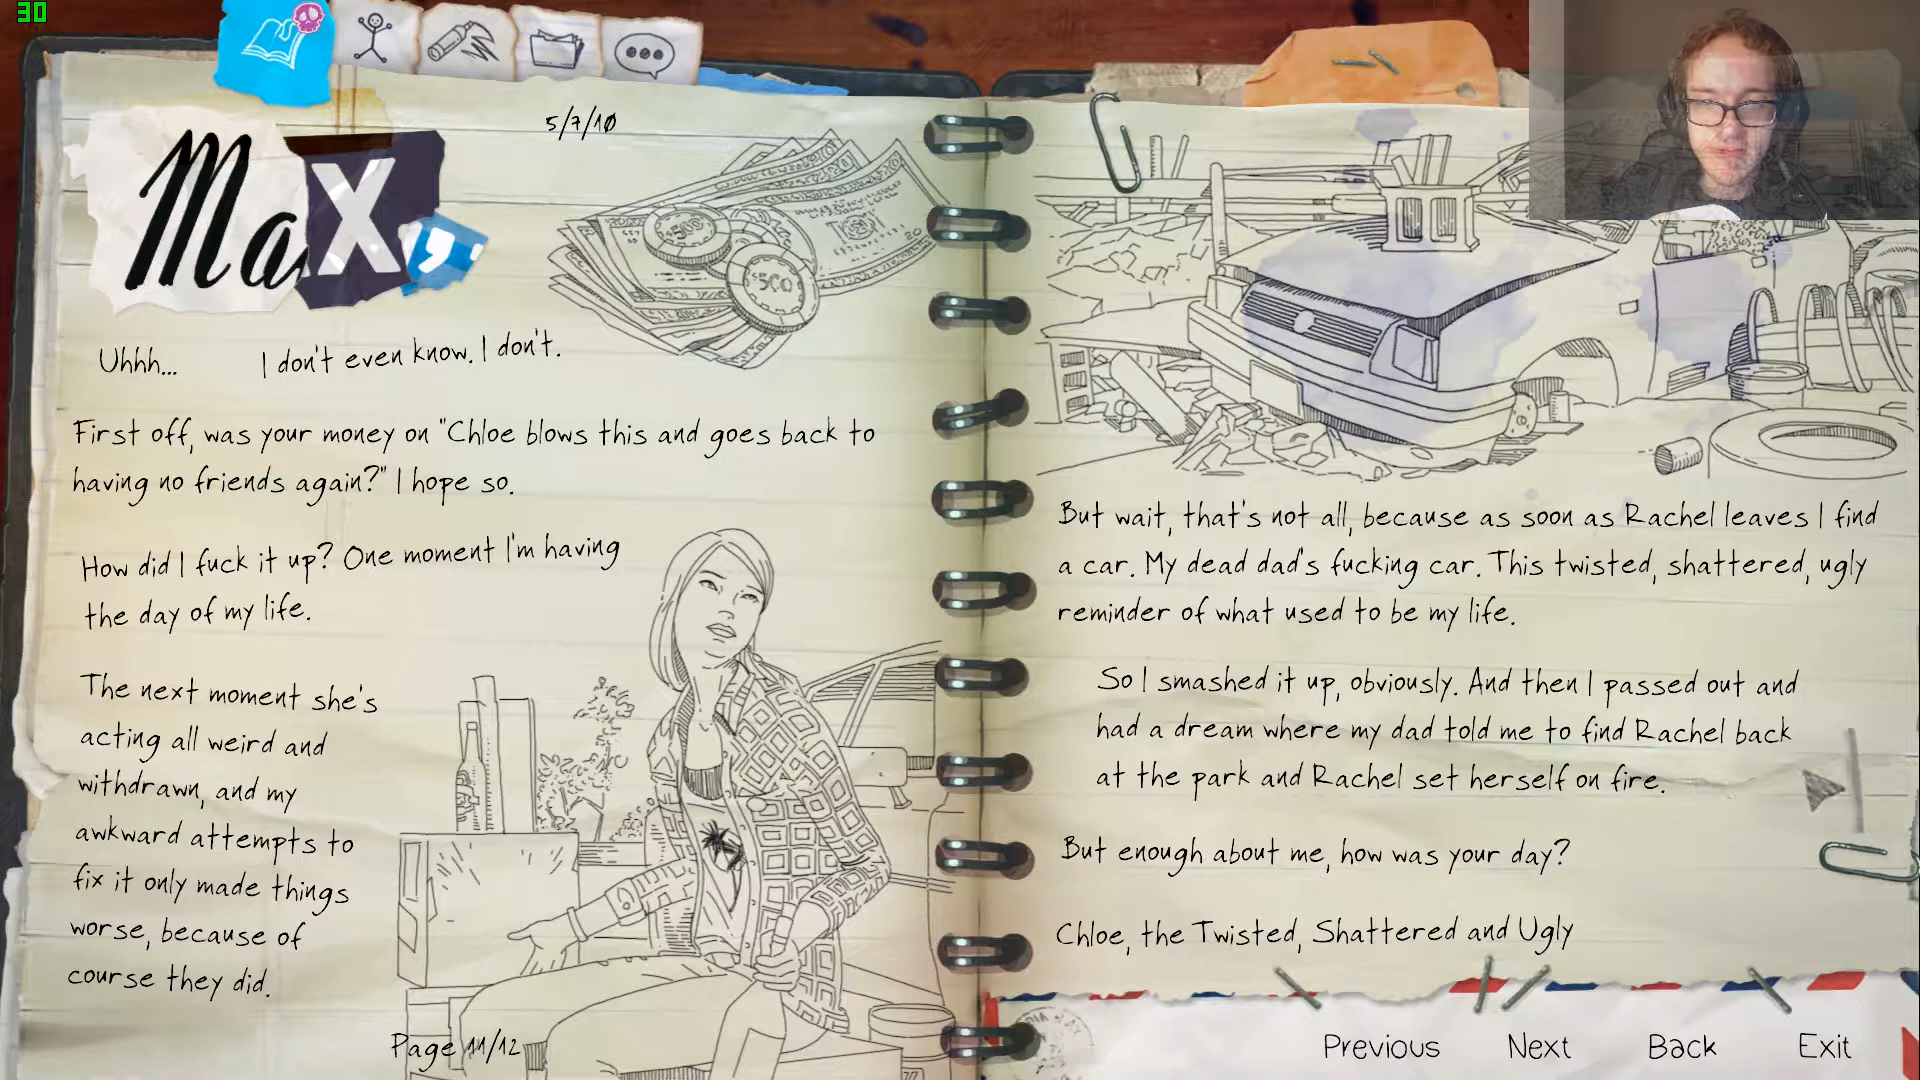 30
5/7/10
Max,
$500
$500
20
Uhhh... I don't even know. I don't.
First off, was your money on "Chloe blows this and goes back to
having no friends again?" I hope so.
How did I fuck it up? One moment I'm having
the day of my life.
The next moment she's
acting all weird and
withdrawn, and my
awkward attempts to
fix it only made things
worse, because of
course they did.
Page 11/12
But wait, that's not all, because as soon as Rachel leaves I find
a car. My dead dad's fucking car. This twisted, shattered, ugly
reminder of what used to be my life.
So I smashed it up, obviously. And then I passed out and
had a dream where my dad told me to find Rachel back
at the park and Rachel set herself on fire.
But enough about me, how was your day?
Chloe, the Twisted, Shattered and Ugly
Previous Next Back Exit